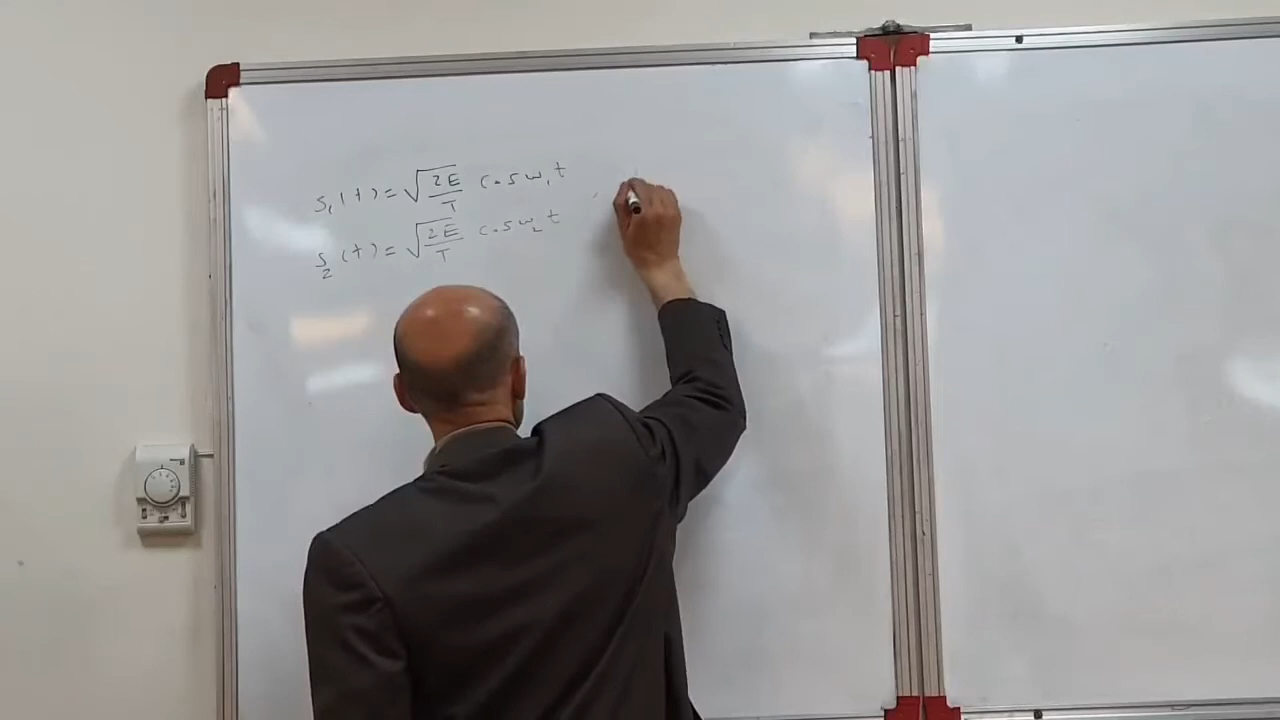 s₁(t) = √(2E/T) cos w₁t
s₂(t) = √(2E/T) cos w₂t